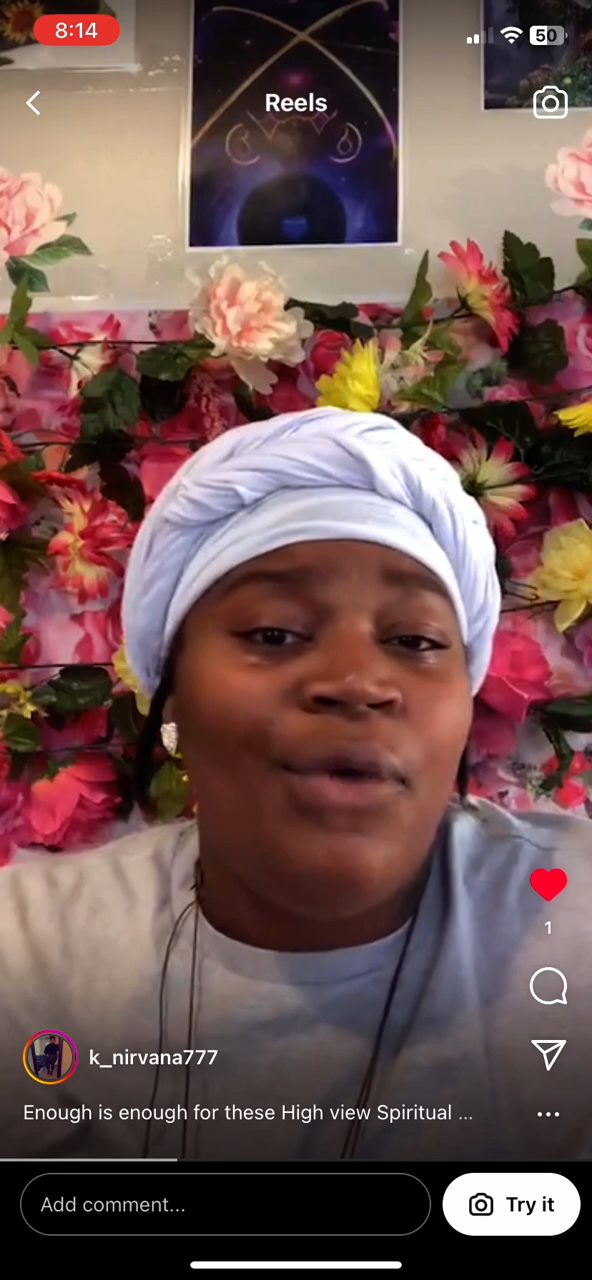 8:14
50
Reels
1
k_nirvana777
Enough is enough for these High view Spiritual ...
Add comment...
Try it